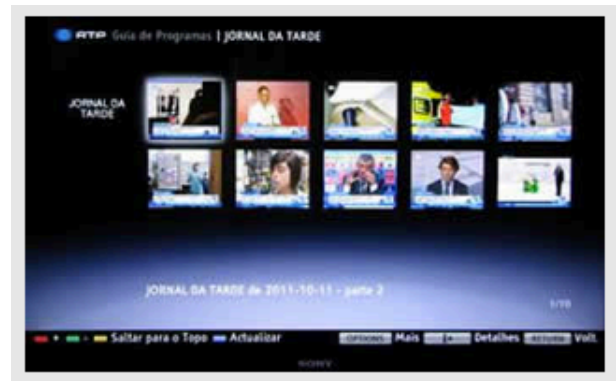 RTP Guia de Programas | JORNAL DA TARDE
JORNAL DA
TARDE
JORNAL DA TARDE de 2011-10-11 - parte 2
1/10
+ - Saltar para o Topo Actualizar OPTIONS Mais i+ Detalhes RETURN Volt.
SONY